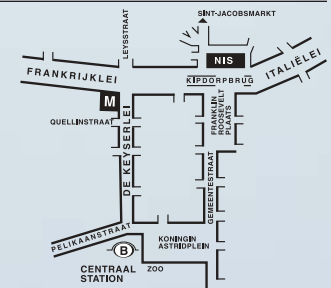 SINT-JACOBSMARKT
LEYSSTRAAT
NIS
ITALIËLEI
FRANKRIJKLEI
KIPDORPBRUG
M
QUELLINSTRAAT
DE KEYSERLEI
FRANKLIN
ROOSEVELT
PLAATS
GEMEENTESTRAAT
PELIKAANSTRAAT
B
KONINGIN
ASTRIDPLEIN
CENTRAAL
STATION
ZOO